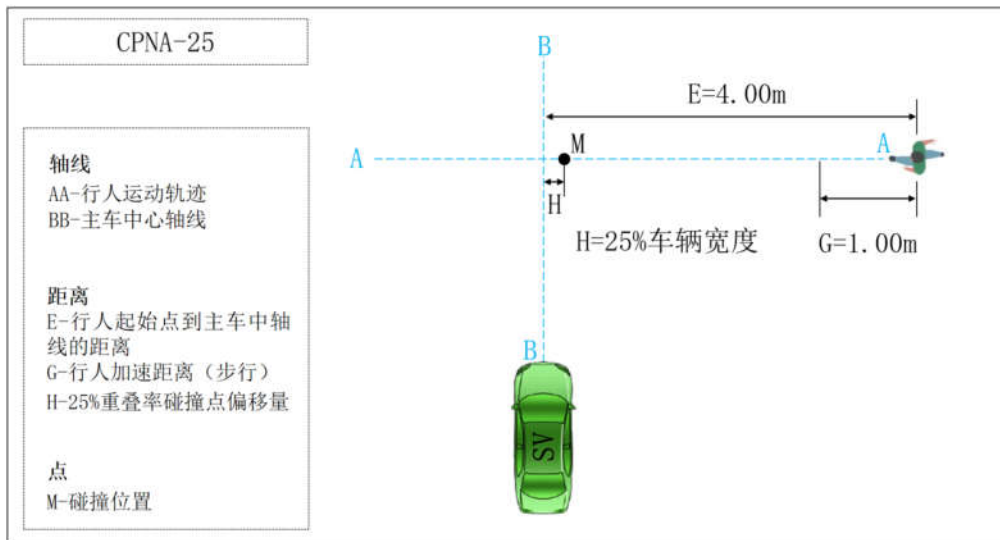 CPNA-25
轴线
AA-行人运动轨迹
BB-主车中心轴线
距离
E-行人起始点到主车中轴
线的距离
G-行人加速距离（步行）
H-25%重叠率碰撞点偏移量
点
M-碰撞位置
B
E=4.00m
A
M
A
H
H=25%车辆宽度
G=1.00m
B
SV